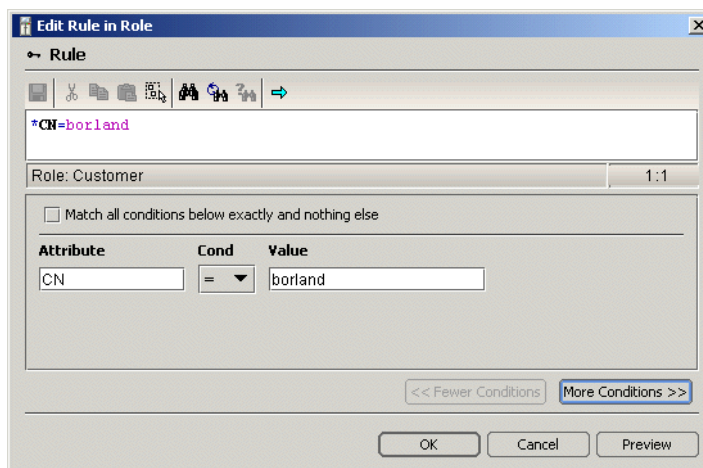 Edit Rule in Role
Rule
*CN=borland
Role: Customer 1:1
Match all conditions below exactly and nothing else
Attribute Cond Value
CN = borland
<< Fewer Conditions More Conditions >>
OK Cancel Preview